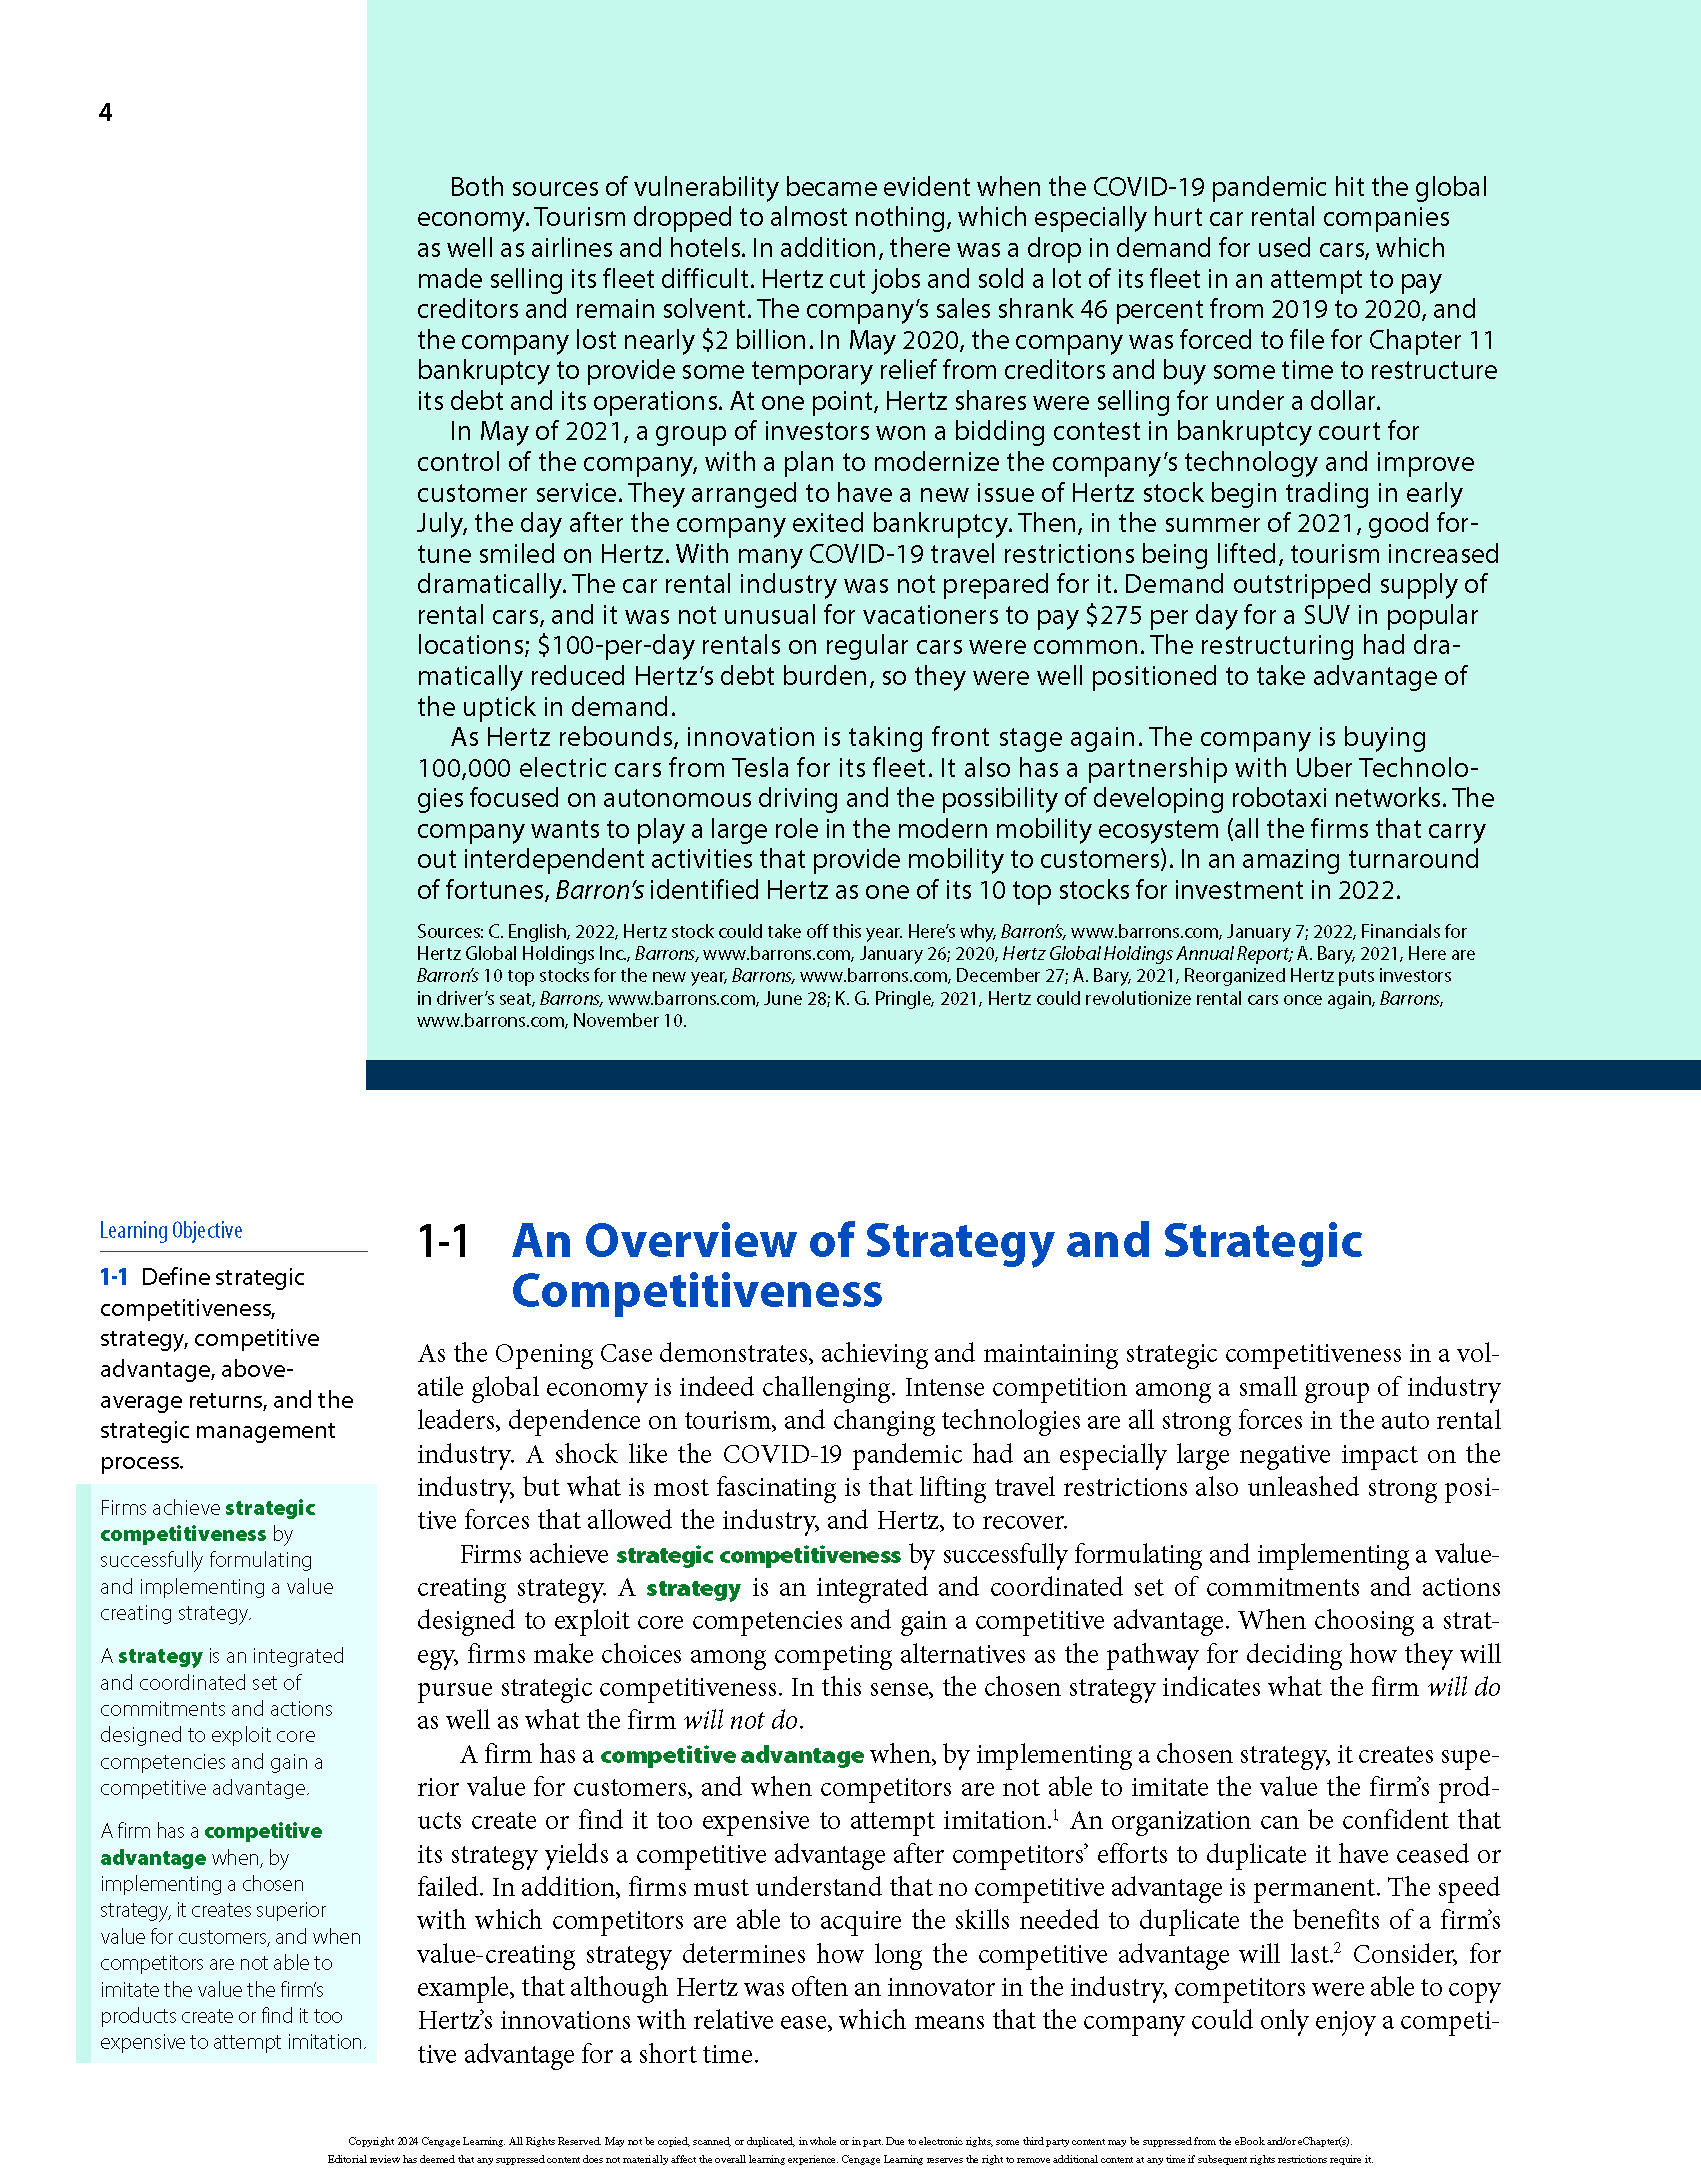 4
Both sources of vulnerability became evident when the COVID-19 pandemic hit the global
economy. Tourism dropped to almost nothing, which especially hurt car rental companies
as well as airlines and hotels. In addition, there was a drop in demand for used cars, which
made selling its fleet difficult. Hertz cut jobs and sold a lot of its fleet in an attempt to pay
creditors and remain solvent. The company’s sales shrank 46 percent from 2019 to 2020, and
the company lost nearly $2 billion. In May 2020, the company was forced to file for Chapter 11
bankruptcy to provide some temporary relief from creditors and buy some time to restructure
its debt and its operations. At one point, Hertz shares were selling for under a dollar.
In May of 2021, a group of investors won a bidding contest in bankruptcy court for
control of the company, with a plan to modernize the company’s technology and improve
customer service. They arranged to have a new issue of Hertz stock begin trading in early
July, the day after the company exited bankruptcy. Then, in the summer of 2021, good for-
tune smiled on Hertz. With many COVID-19 travel restrictions being lifted, tourism increased
dramatically. The car rental industry was not prepared for it. Demand outstripped supply of
rental cars, and it was not unusual for vacationers to pay $275 per day for a SUV in popular
locations; $100-per-day rentals on regular cars were common. The restructuring had dra-
matically reduced Hertz’s debt burden, so they were well positioned to take advantage of
the uptick in demand.
As Hertz rebounds, innovation is taking front stage again. The company is buying
100,000 electric cars from Tesla for its fleet. It also has a partnership with Uber Technolo-
gies focused on autonomous driving and the possibility of developing robotaxi networks. The
company wants to play a large role in the modern mobility ecosystem (all the firms that carry
out interdependent activities that provide mobility to customers). In an amazing turnaround
of fortunes, Barron’s identified Hertz as one of its 10 top stocks for investment in 2022.
Sources: C. English, 2022, Hertz stock could take off this year. Here’s why, Barron’s, www.barrons.com, January 7; 2022, Financials for
Hertz Global Holdings Inc., Barrons, www.barrons.com, January 26; 2020, Hertz Global Holdings Annual Report; A. Bary, 2021, Here are
Barron’s 10 top stocks for the new year, Barrons, www.barrons.com, December 27; A. Bary, 2021, Reorganized Hertz puts investors
in driver’s seat, Barrons, www.barrons.com, June 28; K. G. Pringle, 2021, Hertz could revolutionize rental cars once again, Barrons,
www.barrons.com, November 10.
Learning Objective
1-1 Define strategic
competitiveness,
strategy, competitive
advantage, above-
average returns, and the
strategic management
process.
Firms achieve strategic
competitiveness by
successfully formulating
and implementing a value
creating strategy.
A strategy is an integrated
and coordinated set of
commitments and actions
designed to exploit core
competencies and gain a
competitive advantage.
A firm has a competitive
advantage when, by
implementing a chosen
strategy, it creates superior
value for customers, and when
competitors are not able to
imitate the value the firm’s
products create or find it too
expensive to attempt imitation.
1-1 An Overview of Strategy and Strategic
Competitiveness
As the Opening Case demonstrates, achieving and maintaining strategic competitiveness in a vol-
atile global economy is indeed challenging. Intense competition among a small group of industry
leaders, dependence on tourism, and changing technologies are all strong forces in the auto rental
industry. A shock like the COVID-19 pandemic had an especially large negative impact on the
industry, but what is most fascinating is that lifting travel restrictions also unleashed strong posi-
tive forces that allowed the industry, and Hertz, to recover.
Firms achieve strategic competitiveness by successfully formulating and implementing a value-
creating strategy. A strategy is an integrated and coordinated set of commitments and actions
designed to exploit core competencies and gain a competitive advantage. When choosing a strat-
egy, firms make choices among competing alternatives as the pathway for deciding how they will
pursue strategic competitiveness. In this sense, the chosen strategy indicates what the firm will do
as well as what the firm will not do.
A firm has a competitive advantage when, by implementing a chosen strategy, it creates supe-
rior value for customers, and when competitors are not able to imitate the value the firm’s prod-
ucts create or find it too expensive to attempt imitation.1 An organization can be confident that
its strategy yields a competitive advantage after competitors’ efforts to duplicate it have ceased or
failed. In addition, firms must understand that no competitive advantage is permanent. The speed
with which competitors are able to acquire the skills needed to duplicate the benefits of a firm’s
value-creating strategy determines how long the competitive advantage will last.2 Consider, for
example, that although Hertz was often an innovator in the industry, competitors were able to copy
Hertz’s innovations with relative ease, which means that the company could only enjoy a competi-
tive advantage for a short time.
Copyright 2024 Cengage Learning. All Rights Reserved. May not be copied, scanned, or duplicated, in whole or in part. Due to electronic rights, some third party content may be suppressed from the eBook and/or eChapter(s).
Editorial review has deemed that any suppressed content does not materially affect the overall learning experience. Cengage Learning reserves the right to remove additional content at any time if subsequent rights restrictions require it.